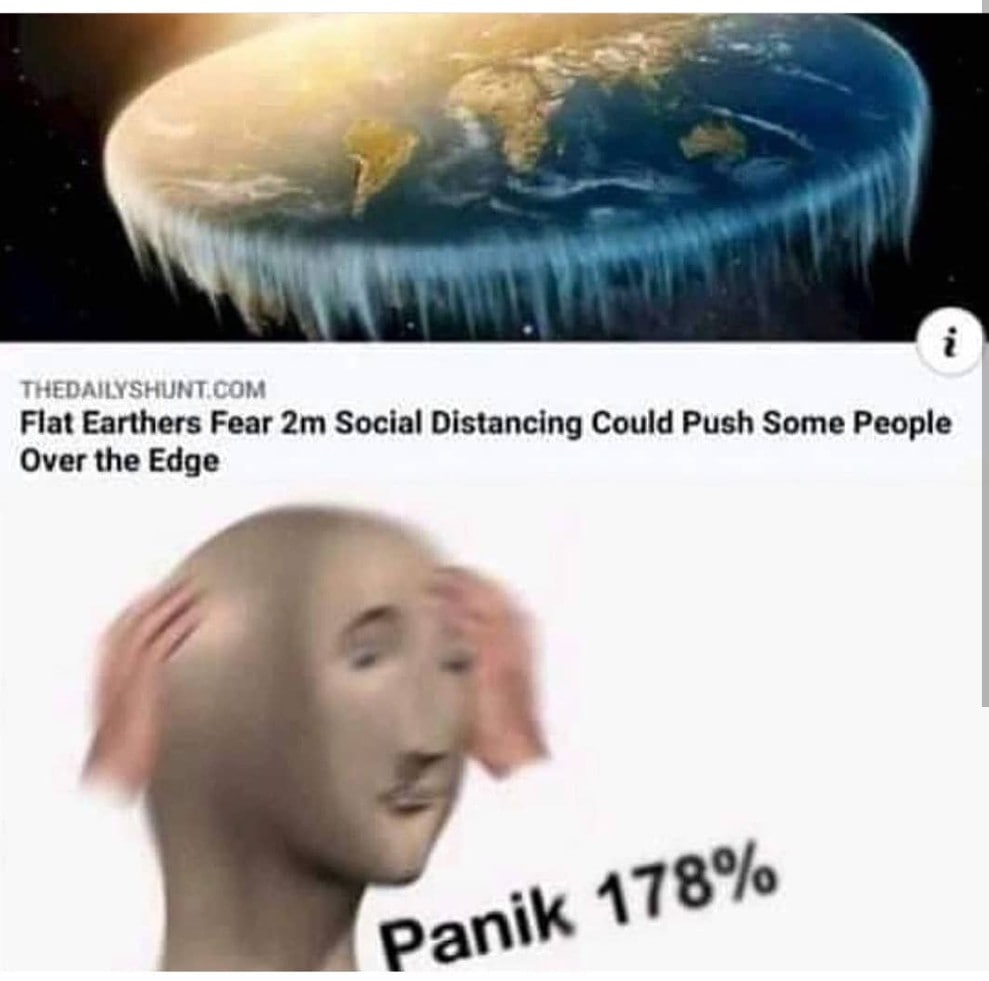 i
THEDAILYSHUNT.COM
Flat Earthers Fear 2m Social Distancing Could Push Some People
Over the Edge
Panik 178%